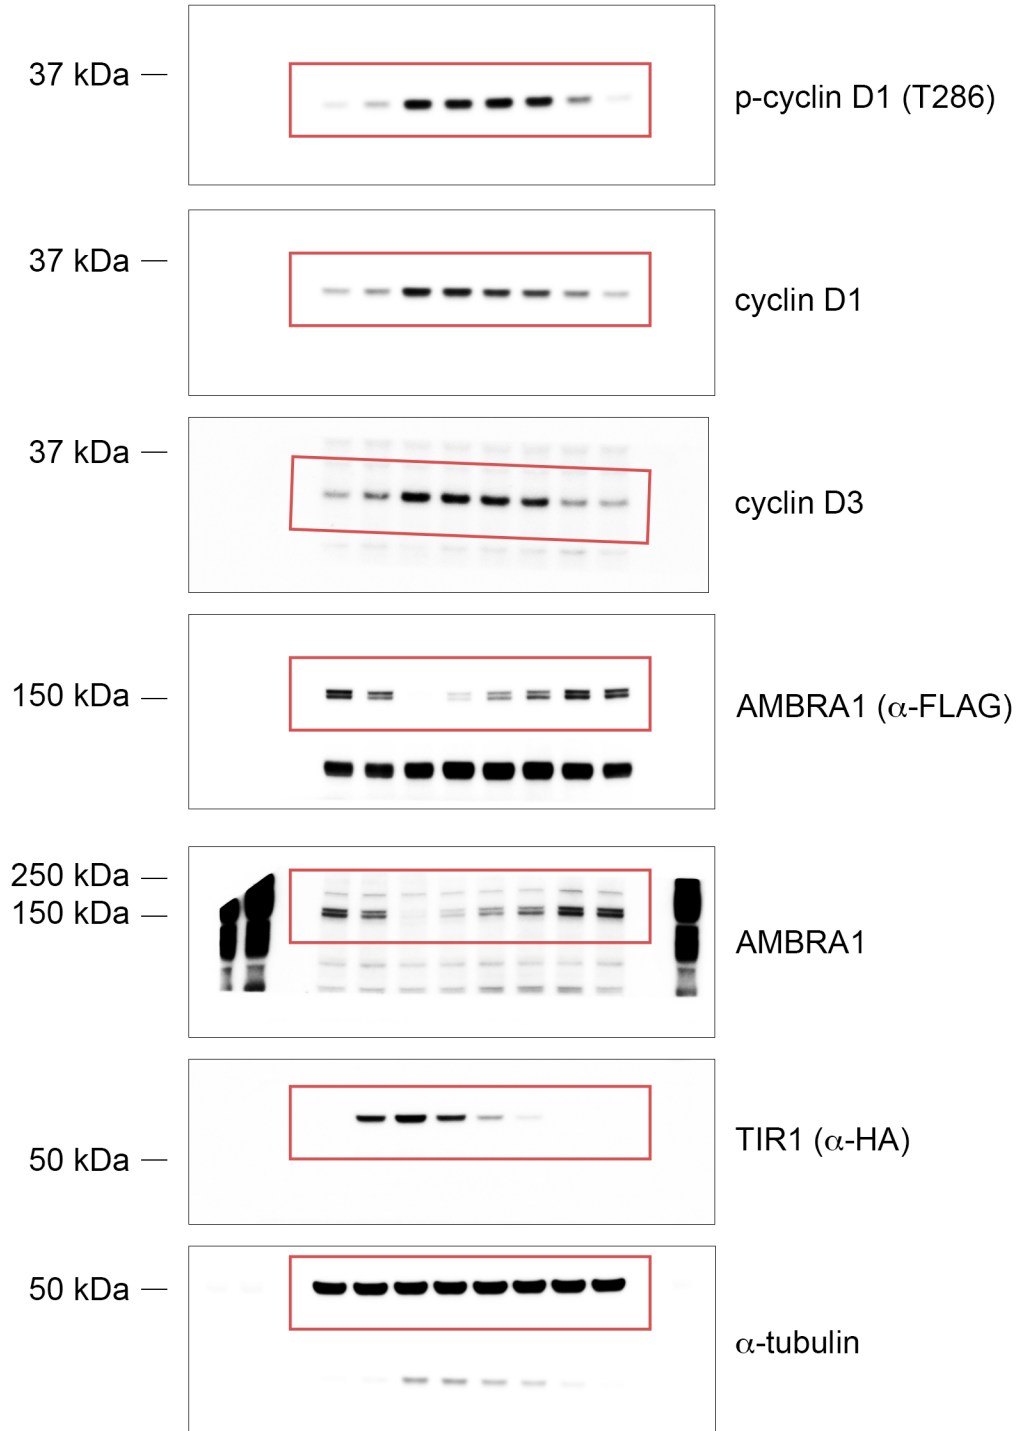 37 kDa —
p-cyclin D1 (T286)
37 kDa —
cyclin D1
37 kDa —
cyclin D3
150 kDa —
AMBRA1 (α-FLAG)
250 kDa —
150 kDa —
AMBRA1
TIR1 (α-HA)
50 kDa —
50 kDa —
α-tubulin